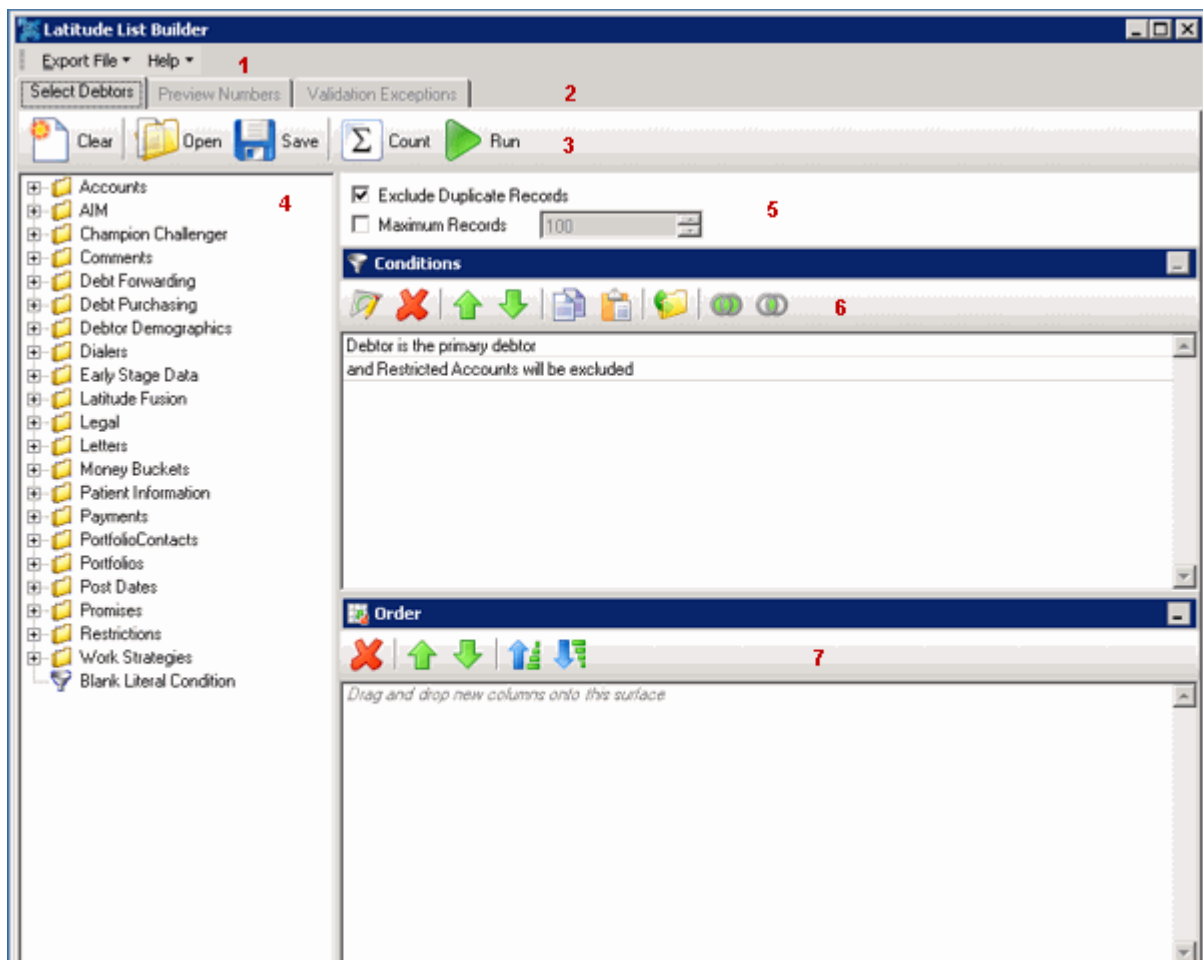 Latitude List Builder
Export File Help 1
Select Debtors Preview Numbers Validation Exceptions 2
Clear Open Save Σ Count Run 3
4
Accounts
AIM
Champion Challenger
Comments
Debt Forwarding
Debt Purchasing
Debtor Demographics
Dialers
Early Stage Data
Latitude Fusion
Legal
Letters
Money Buckets
Patient Information
Payments
PortfolioContacts
Portfolios
Post Dates
Promises
Restrictions
Work Strategies
Blank Literal Condition
Exclude Duplicate Records
5
Maximum Records 100
Conditions
6
Debtor is the primary debtor
and Restricted Accounts will be excluded
Order
7
Drag and drop new columns onto this surface